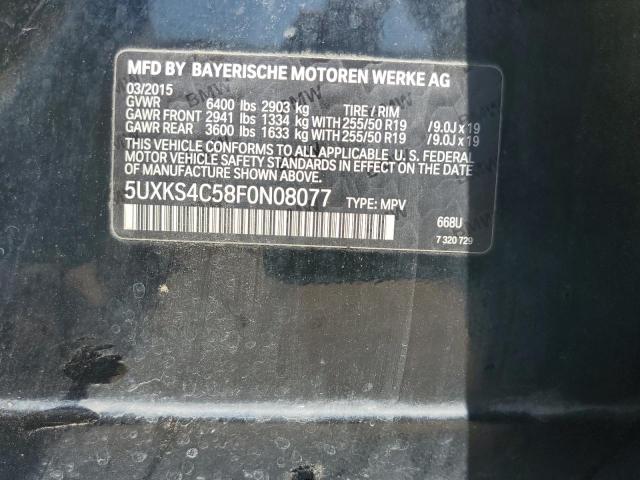 MFD BY BAYERISCHE MOTOREN WERKE AG
03/2015
GVWR 6400 lbs 2903 kg TIRE / RIM
GAWR FRONT 2941 lbs 1334 kg WITH 255/50 R19 /9.0J x 19
GAWR REAR 3600 lbs 1633 kg WITH 255/50 R19 /9.0J x 19
THIS VEHICLE CONFORMS TO ALL APPLICABLE U. S. FEDERAL
MOTOR VEHICLE SAFETY STANDARDS IN EFFECT ON THE DATE
OF MANUFACTURE SHOWN ABOVE.
5UXKS4C58F0N08077 TYPE: MPV
668U
7 320 729